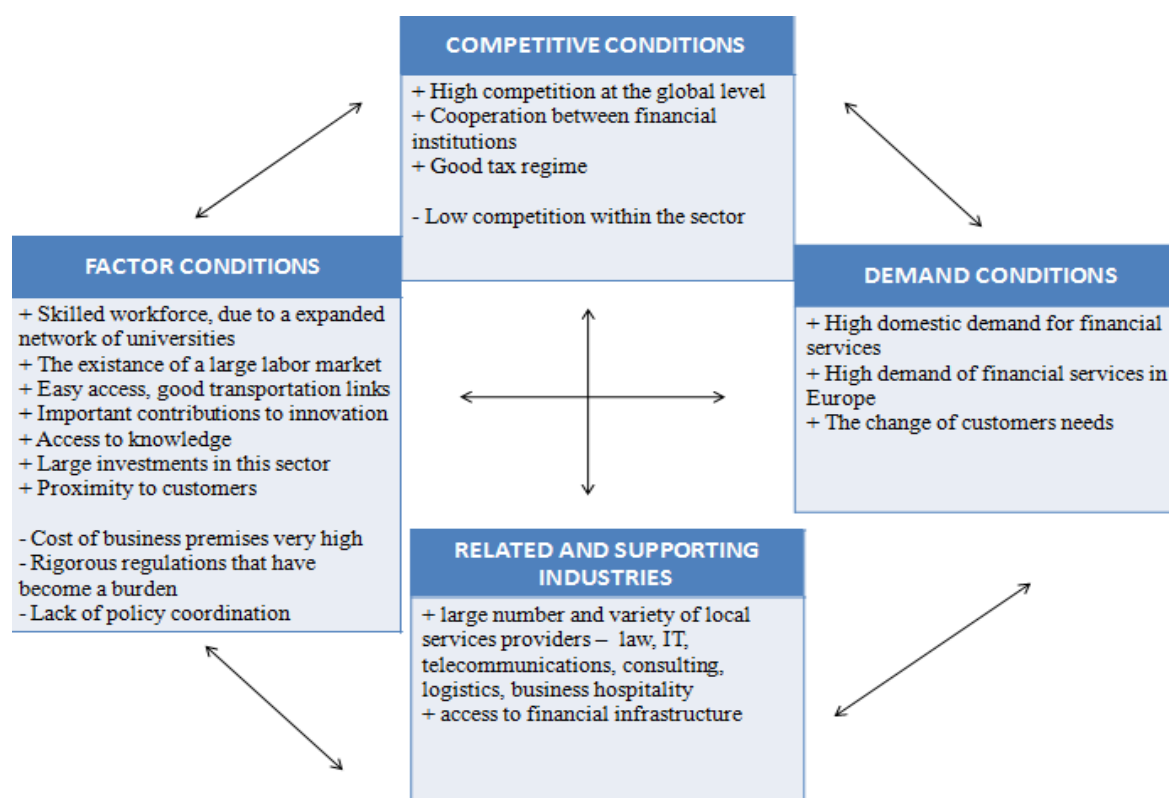 COMPETITIVE CONDITIONS
+ High competition at the global level
+ Cooperation between financial
institutions
+ Good tax regime
- Low competition within the sector
FACTOR CONDITIONS
+ Skilled workforce, due to a expanded
network of universities
+ The existance of a large labor market
+ Easy access, good transportation links
+ Important contributions to innovation
+ Access to knowledge
+ Large investments in this sector
+ Proximity to customers
- Cost of business premises very high
- Rigorous regulations that have
become a burden
- Lack of policy coordination
DEMAND CONDITIONS
+ High domestic demand for financial
services
+ High demand of financial services in
Europe
+ The change of customers needs
RELATED AND SUPPORTING
INDUSTRIES
+ large number and variety of local
services providers – law, IT,
telecommunications, consulting,
logistics, business hospitality
+ access to financial infrastructure